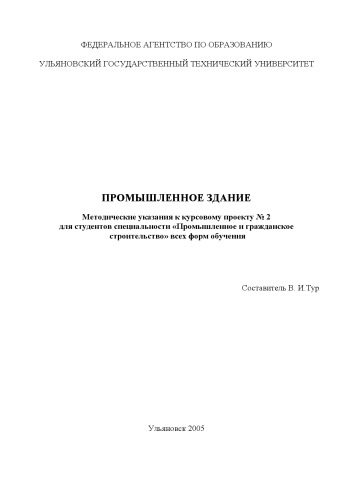 ФЕДЕРАЛЬНОЕ АГЕНТСТВО ПО ОБРАЗОВАНИЮ
УЛЬЯНОВСКИЙ ГОСУДАРСТВЕННЫЙ ТЕХНИЧЕСКИЙ УНИВЕРСИТЕТ
ПРОМЫШЛЕННОЕ ЗДАНИЕ
Методические указания к курсовому проекту № 2
для студентов специальности «Промышленное и гражданское
строительство» всех форм обучения
Составитель В. И.Тур
Ульяновск 2005